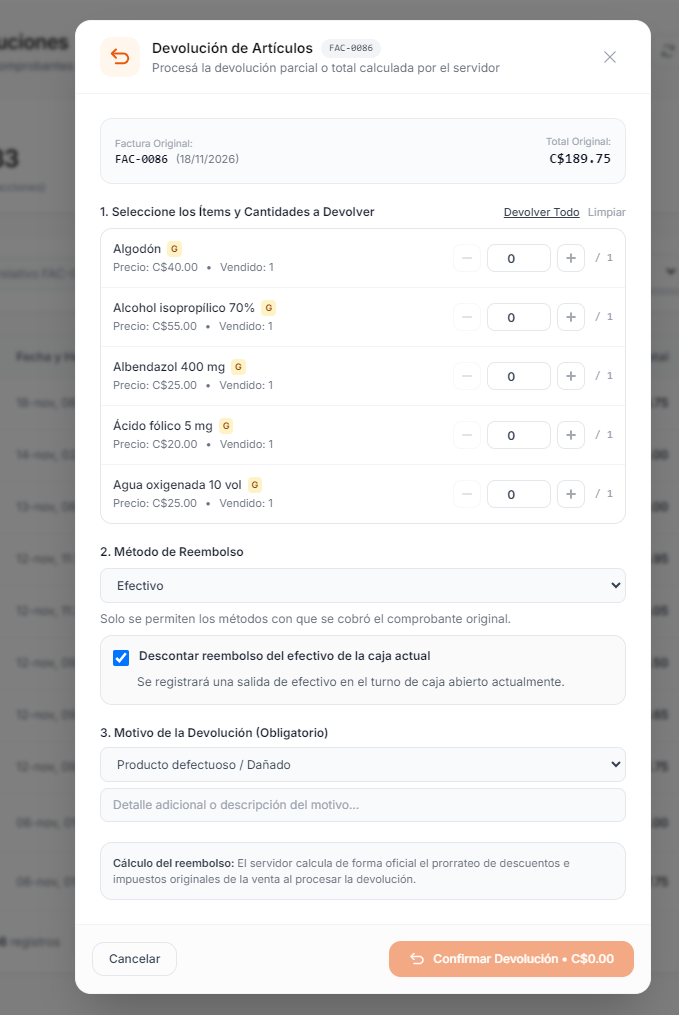 uciones
Devolución de Artículos FAC-0086
Procesá la devolución parcial o total calculada por el servidor
Factura Original:
FAC-0086 (18/11/2026)
Total Original:
C$189.75
1. Seleccione los Ítems y Cantidades a Devolver
Devolver Todo Limpiar
Algodón G
Precio: C$40.00 • Vendido: 1
0 / 1
Alcohol isopropílico 70% G
Precio: C$55.00 • Vendido: 1
0 / 1
Albendazol 400 mg G
Precio: C$25.00 • Vendido: 1
0 / 1
Ácido fólico 5 mg G
Precio: C$20.00 • Vendido: 1
0 / 1
Agua oxigenada 10 vol G
Precio: C$25.00 • Vendido: 1
0 / 1
2. Método de Reembolso
Efectivo
Solo se permiten los métodos con que se cobró el comprobante original.
Descontar reembolso del efectivo de la caja actual
Se registrará una salida de efectivo en el turno de caja abierto actualmente.
3. Motivo de la Devolución (Obligatorio)
Producto defectuoso / Dañado
Detalle adicional o descripción del motivo...
Cálculo del reembolso: El servidor calcula de forma oficial el prorrateo de descuentos e
impuestos originales de la venta al procesar la devolución.
registros
Cancelar
Confirmar Devolución • C$0.00